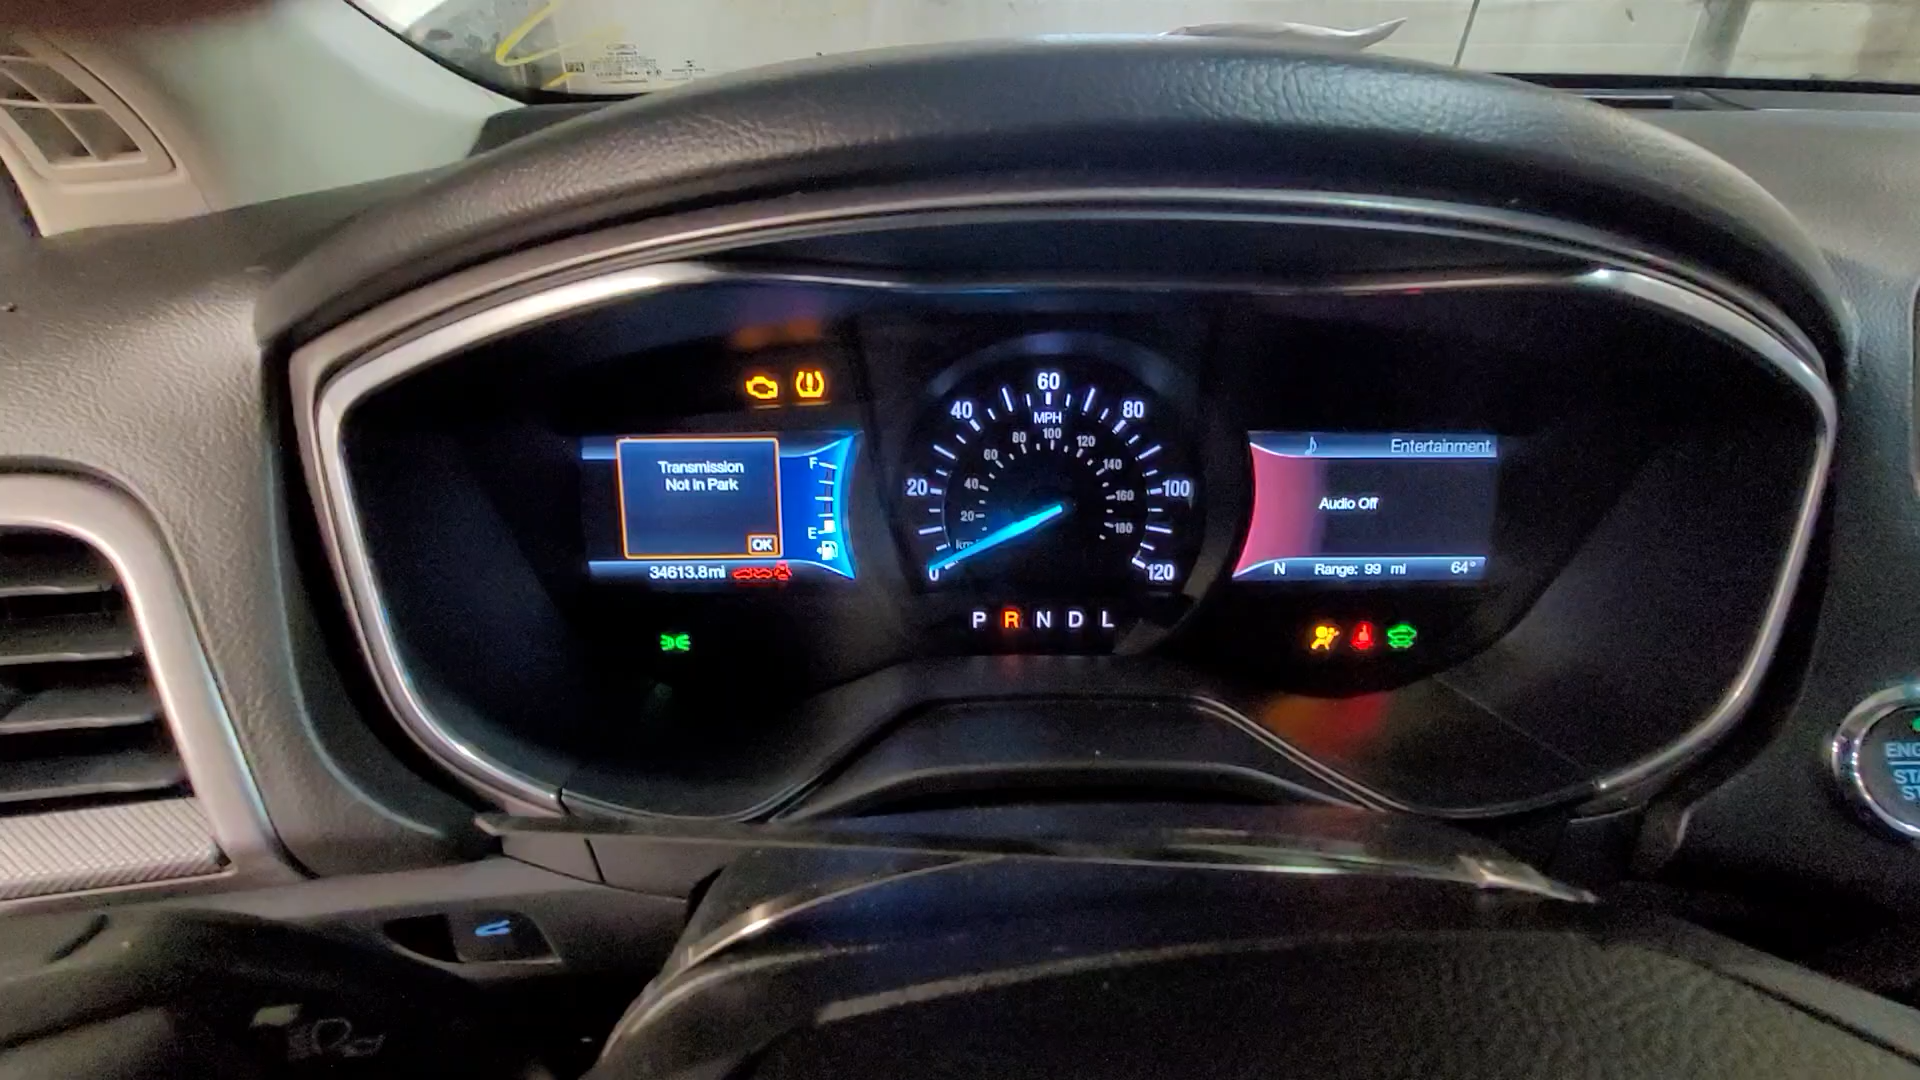 Transmission
Not in Park
OK
F
E
34613.8mi
0
20
40
60
80
100
120
MPH
20
40
60
80
100
120
140
160
180
P R N D L
Entertainment
Audio Off
N Range: 99 mi 64°